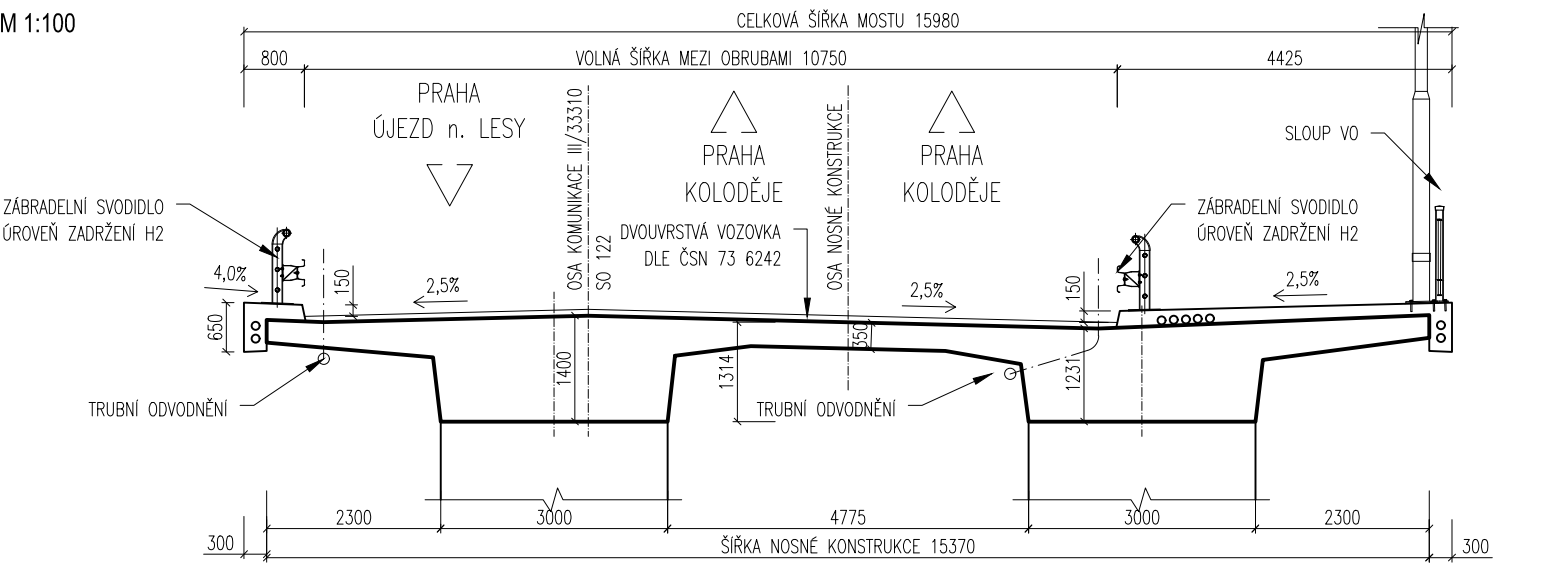 M 1:100
CELKOVÁ ŠÍŘKA MOSTU 15980
800
VOLNÁ ŠÍŘKA MEZI OBRUBAMI 10750
4425
PRAHA
ÚJEZD n. LESY
PRAHA
KOLODĚJE
PRAHA
KOLODĚJE
OSA KOMUNIKACE III/33310
SO 122
OSA NOSNÉ KONSTRUKCE
SLOUP VO
ZÁBRADELNÍ SVODIDLO
ÚROVEŇ ZADRŽENÍ H2
DVOUVRSTVÁ VOZOVKA
DLE ČSN 73 6242
ZÁBRADELNÍ SVODIDLO
ÚROVEŇ ZADRŽENÍ H2
4,0%
150
2,5%
2,5%
150
2,5%
650
1400
1314
350
1231
TRUBNÍ ODVODNĚNÍ
TRUBNÍ ODVODNĚNÍ
2300
3000
4775
3000
2300
300
ŠÍŘKA NOSNÉ KONSTRUKCE 15370
300